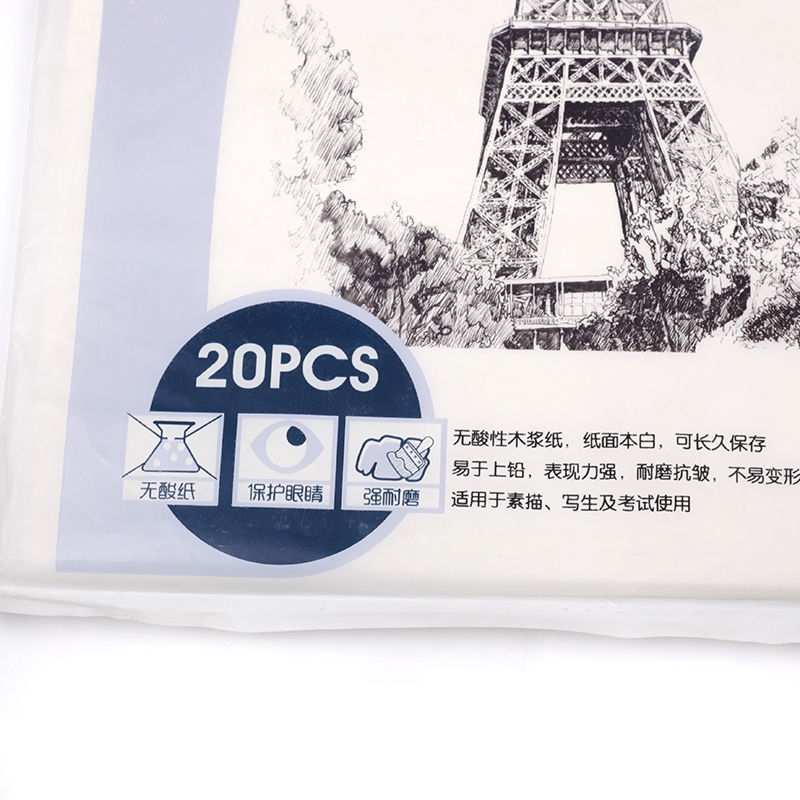 20PCS
无酸纸
保护眼睛
强耐磨
无酸性木浆纸，纸面本白，可长久保存
易于上铅，表现力强，耐磨抗皱，不易变形
适用于素描、写生及考试使用